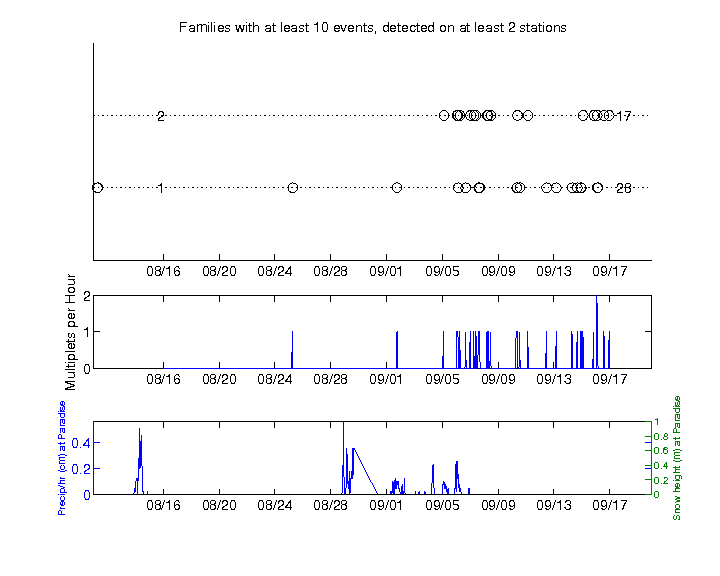 Families with at least 10 events, detected on at least 2 stations
2 17
1 26
08/16 08/20 08/24 08/28 09/01 09/05 09/09 09/13 09/17
Multiplets per Hour
2
1
0
08/16 08/20 08/24 08/28 09/01 09/05 09/09 09/13 09/17
Precip/hr (cm) at Paradise
0.4
0.2
0
1
0.8
0.6
0.4
0.2
0
Snow height (m) at Paradise
08/16 08/20 08/24 08/28 09/01 09/05 09/09 09/13 09/17